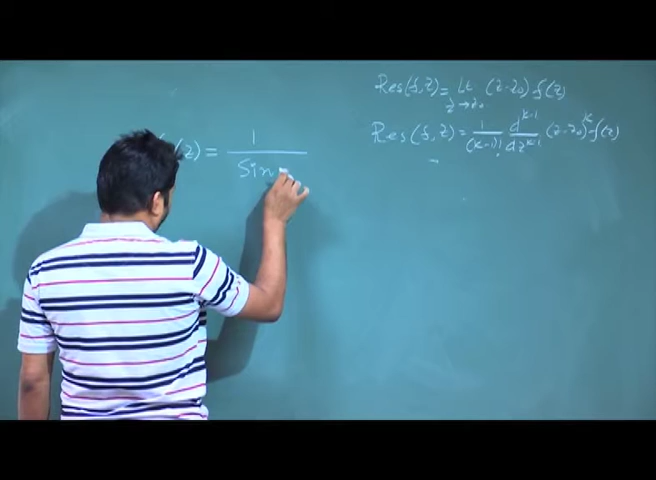 Res(f,z) = Lt z→z₀ (z-z₀) f(z)
Res(f,z) = 1/(k-1)! d^(k-1)/dz^(k-1) (z-z₀)^k f(z)
(z) = 1/Sin